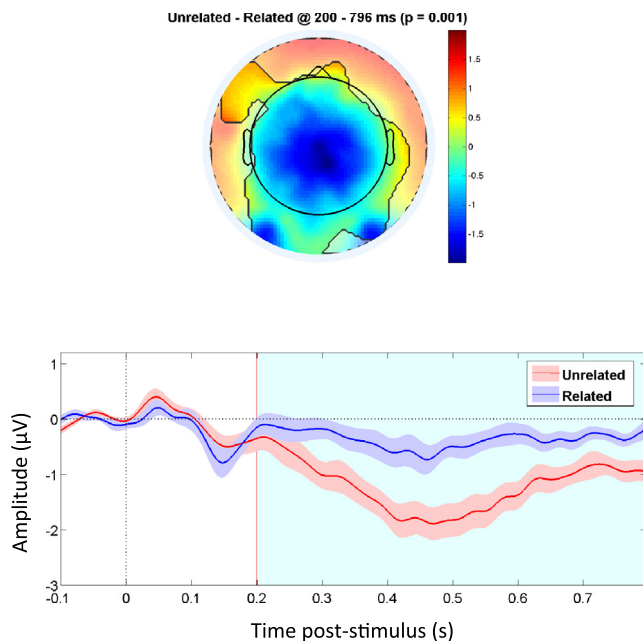 Unrelated - Related @ 200 - 796 ms (p = 0.001)
1.5
1
0.5
0
-0.5
-1
-1.5
1
0
-1
-2
-3
Amplitude (µV)
Unrelated
Related
-0.1 0 0.1 0.2 0.3 0.4 0.5 0.6 0.7
Time post-stimulus (s)